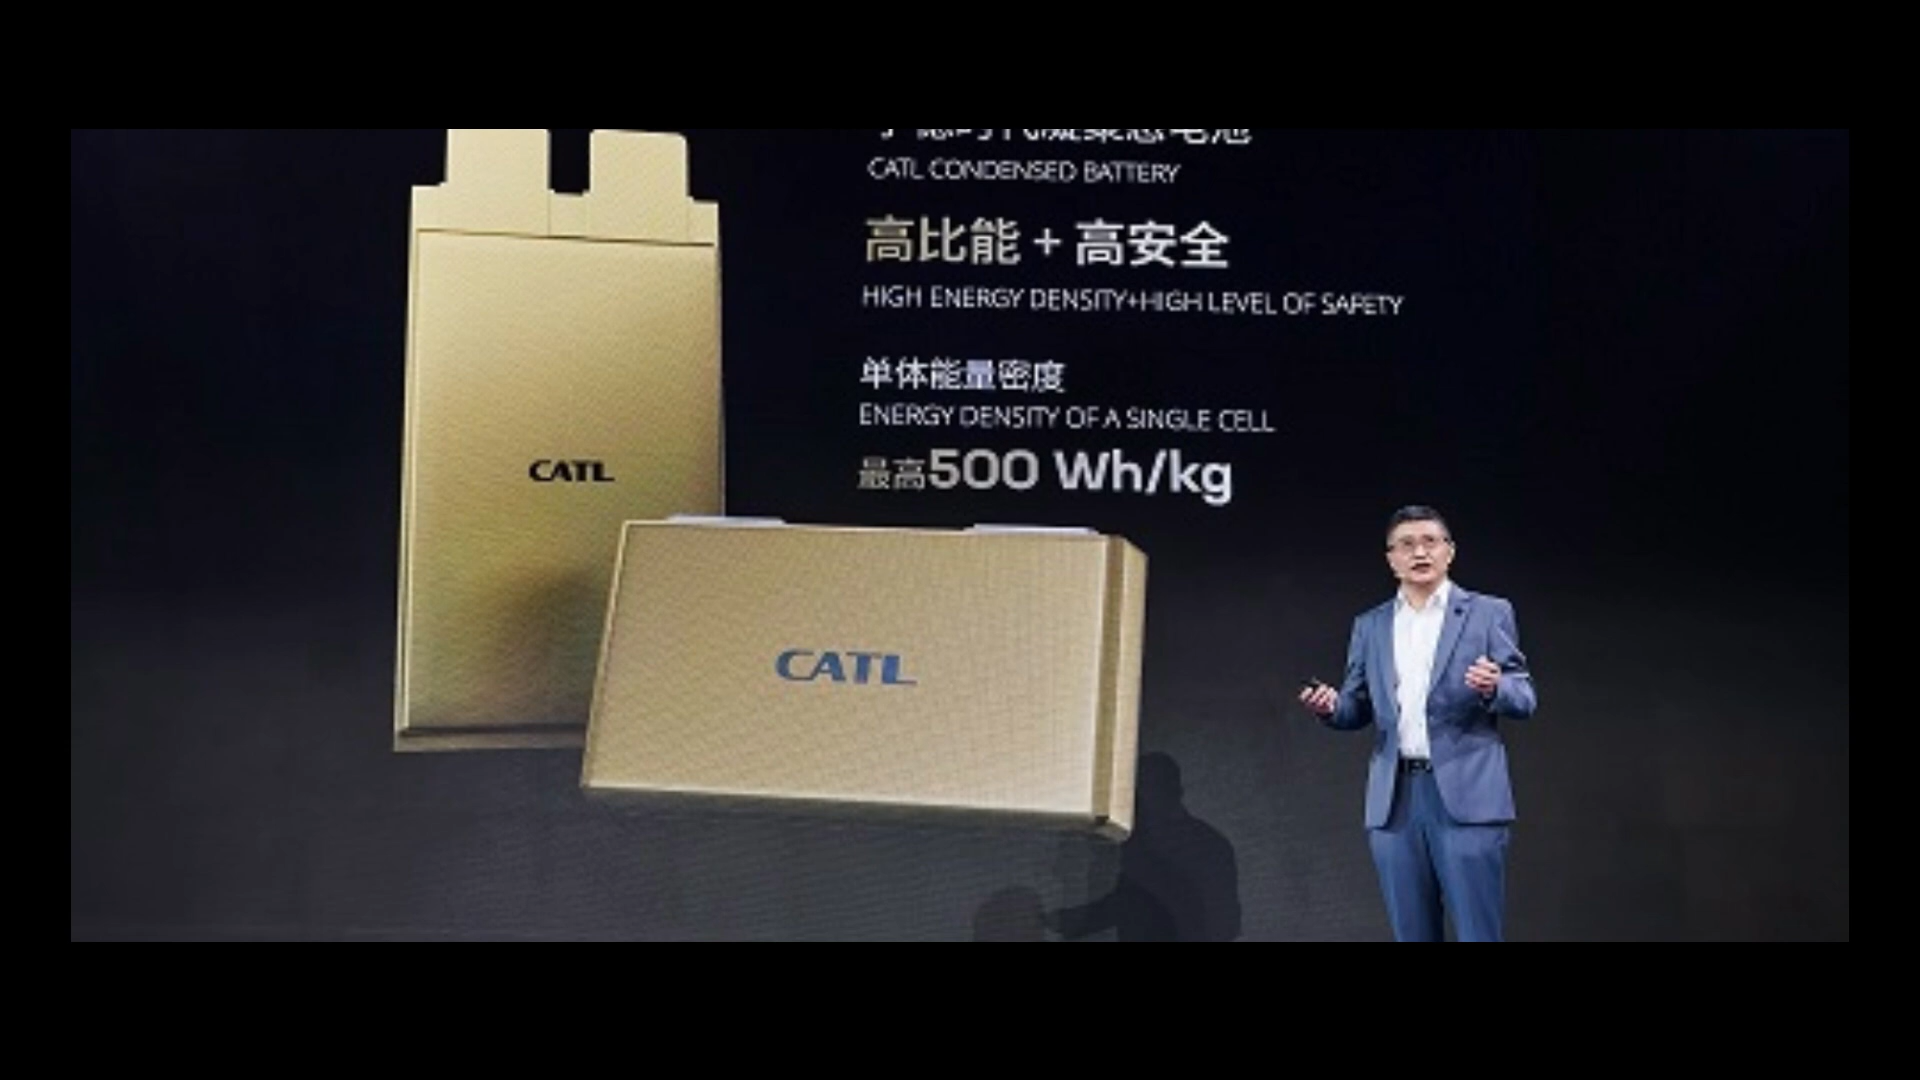 CATL CONDENSED BATTERY
高比能 + 高安全
HIGH ENERGY DENSITY+HIGH LEVEL OF SAFETY
单体能量密度
ENERGY DENSITY OF A SINGLE CELL
最高500 Wh/kg
CATL
CATL